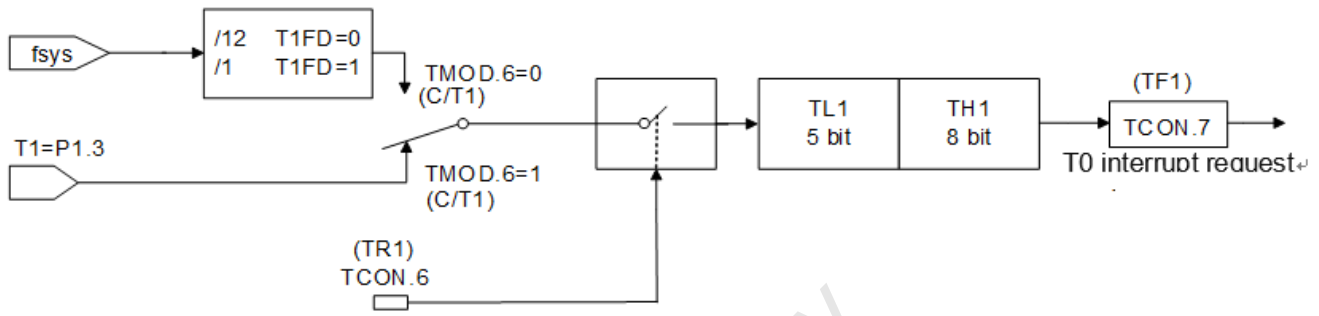 fsys
/12 T1FD=0
/1 T1FD=1
TMOD.6=0
(C/T1)
T1=P1.3
TMOD.6=1
(C/T1)
(TR1)
TCON.6
TL1
5 bit
TH1
8 bit
(TF1)
TCON.7
T0 interrupt request